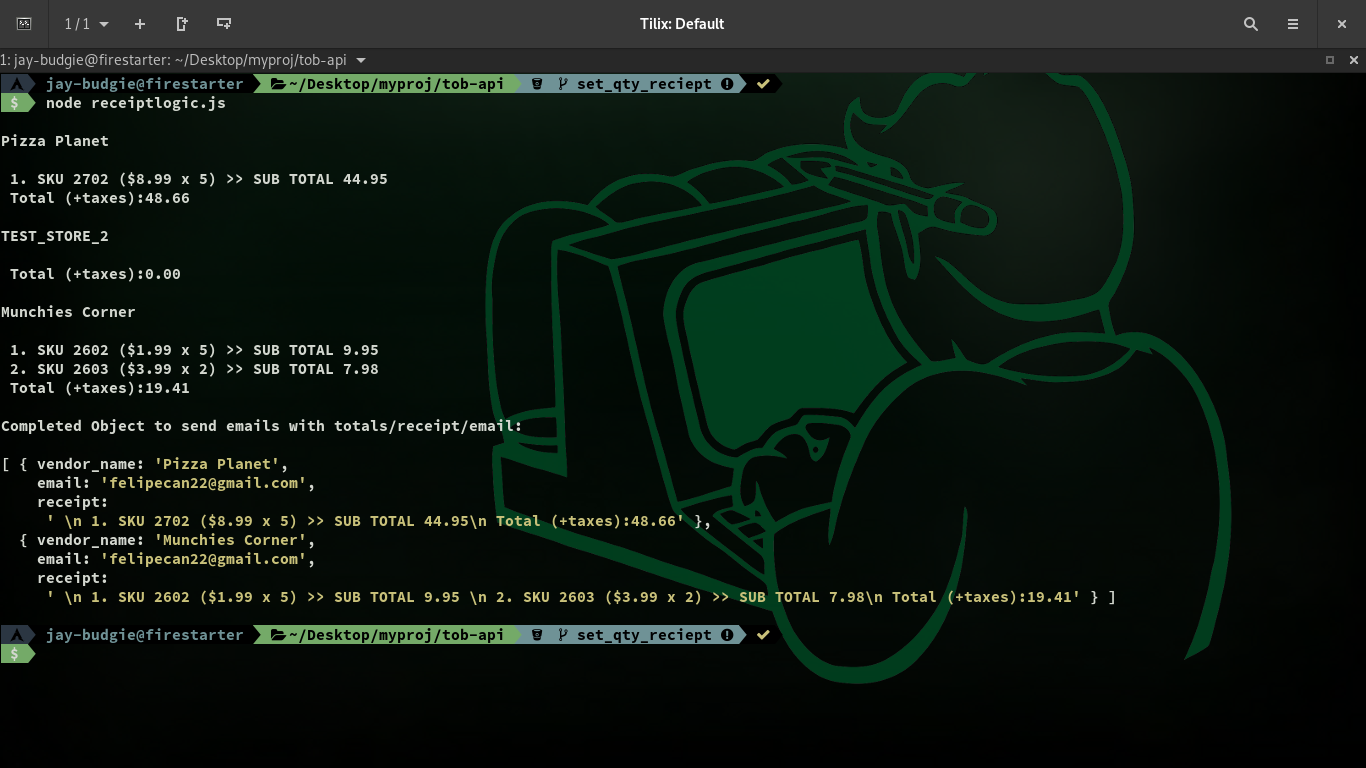 1 / 1
Tilix: Default
1: jay-budgie@firestarter: ~/Desktop/myproj/tob-api
jay-budgie@firestarter ~/Desktop/myproj/tob-api set_qty_reciept
$ node receiptlogic.js
Pizza Planet
1. SKU 2702 ($8.99 x 5) >> SUB TOTAL 44.95
Total (+taxes):48.66
TEST_STORE_2
Total (+taxes):0.00
Munchies Corner
1. SKU 2602 ($1.99 x 5) >> SUB TOTAL 9.95
2. SKU 2603 ($3.99 x 2) >> SUB TOTAL 7.98
Total (+taxes):19.41
Completed Object to send emails with totals/receipt/email:
[ { vendor_name: 'Pizza Planet',
email: 'felipecan22@gmail.com',
receipt:
' \n 1. SKU 2702 ($8.99 x 5) >> SUB TOTAL 44.95\n Total (+taxes):48.66' },
{ vendor_name: 'Munchies Corner',
email: 'felipecan22@gmail.com',
receipt:
' \n 1. SKU 2602 ($1.99 x 5) >> SUB TOTAL 9.95 \n 2. SKU 2603 ($3.99 x 2) >> SUB TOTAL 7.98\n Total (+taxes):19.41' } ]
jay-budgie@firestarter ~/Desktop/myproj/tob-api set_qty_reciept
$